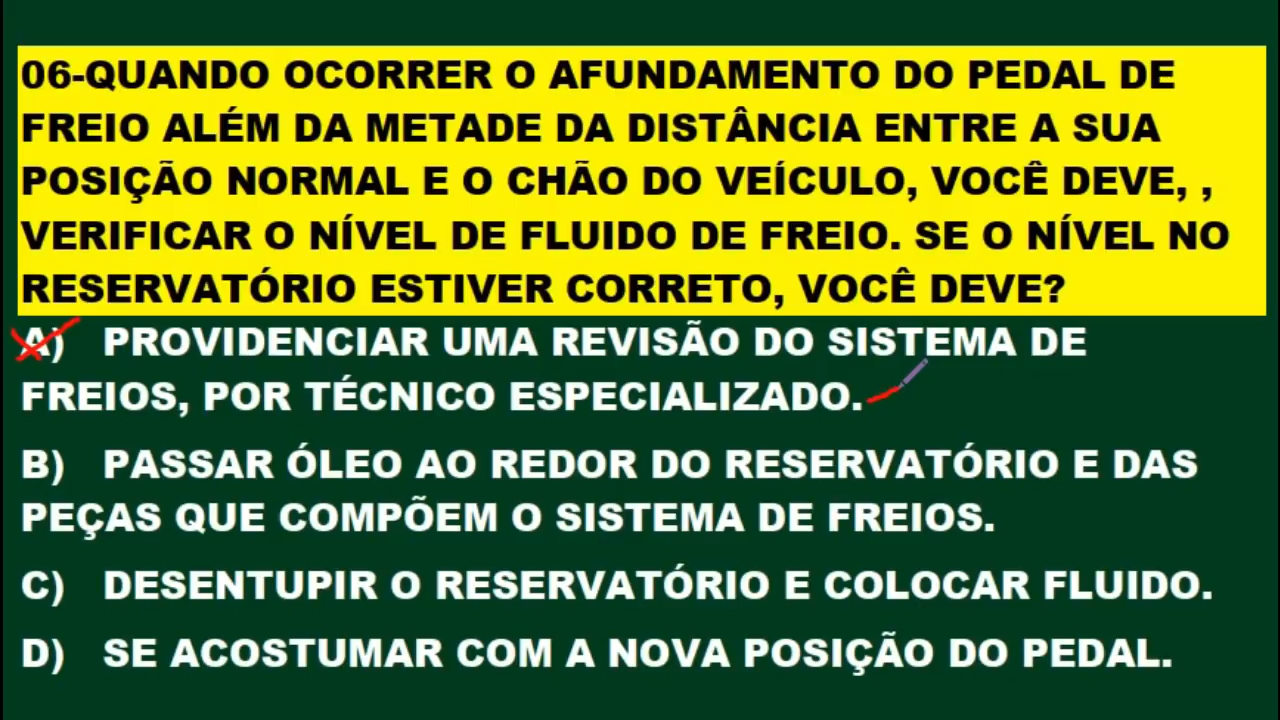 06-QUANDO OCORRER O AFUNDAMENTO DO PEDAL DE
FREIO ALÉM DA METADE DA DISTÂNCIA ENTRE A SUA
POSIÇÃO NORMAL E O CHÃO DO VEÍCULO, VOCÊ DEVE, ,
VERIFICAR O NÍVEL DE FLUIDO DE FREIO. SE O NÍVEL NO
RESERVATÓRIO ESTIVER CORRETO, VOCÊ DEVE?
A) PROVIDENCIAR UMA REVISÃO DO SISTEMA DE
FREIOS, POR TÉCNICO ESPECIALIZADO.
B) PASSAR ÓLEO AO REDOR DO RESERVATÓRIO E DAS
PEÇAS QUE COMPÕEM O SISTEMA DE FREIOS.
C) DESENTUPIR O RESERVATÓRIO E COLOCAR FLUIDO.
D) SE ACOSTUMAR COM A NOVA POSIÇÃO DO PEDAL.